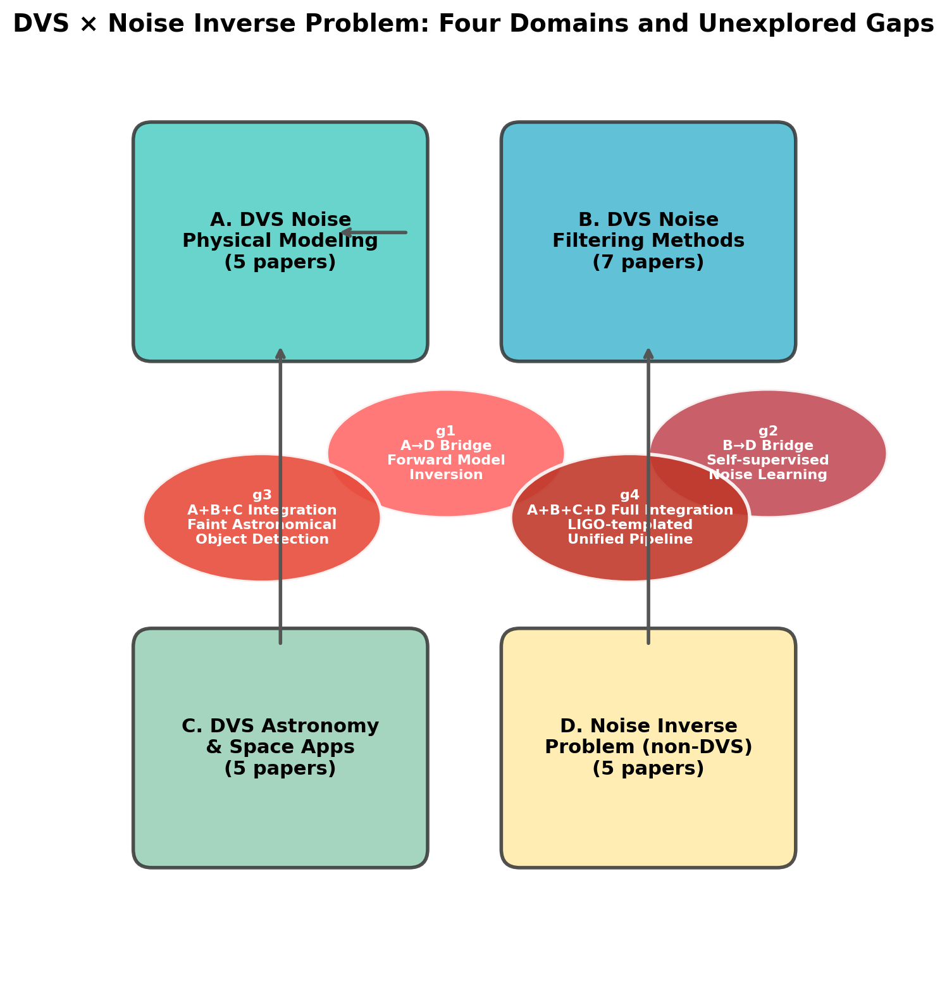 DVS × Noise Inverse Problem: Four Domains and Unexplored Gaps
A. DVS Noise
Physical Modeling
(5 papers)
B. DVS Noise
Filtering Methods
(7 papers)
g1
A→D Bridge
Forward Model
Inversion
g2
B→D Bridge
Self-supervised
Noise Learning
g3
A+B+C Integration
Faint Astronomical
Object Detection
g4
A+B+C+D Full Integration
LIGO-templated
Unified Pipeline
C. DVS Astronomy
& Space Apps
(5 papers)
D. Noise Inverse
Problem (non-DVS)
(5 papers)